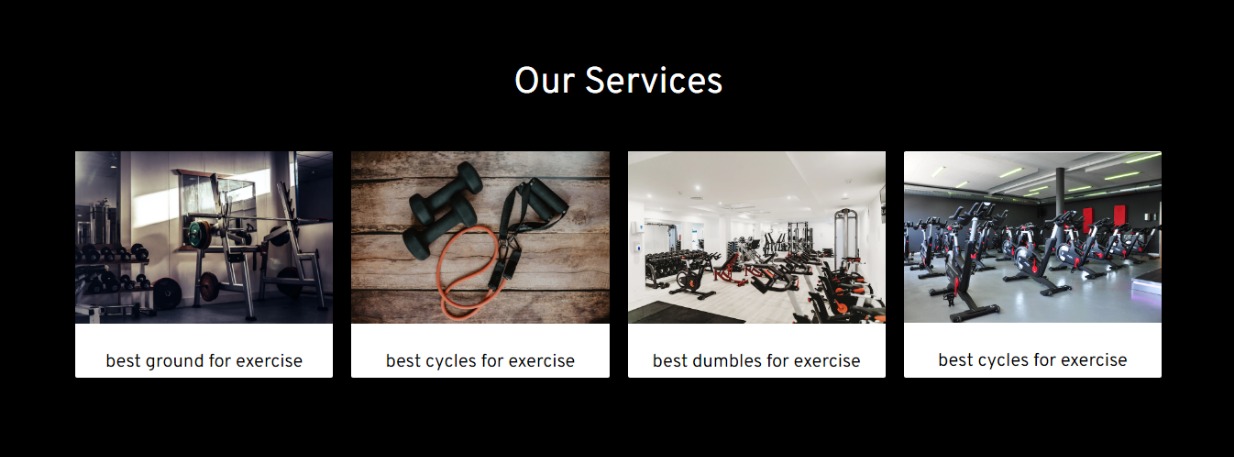 Our Services
best ground for exercise
best cycles for exercise
best dumbles for exercise
best cycles for exercise